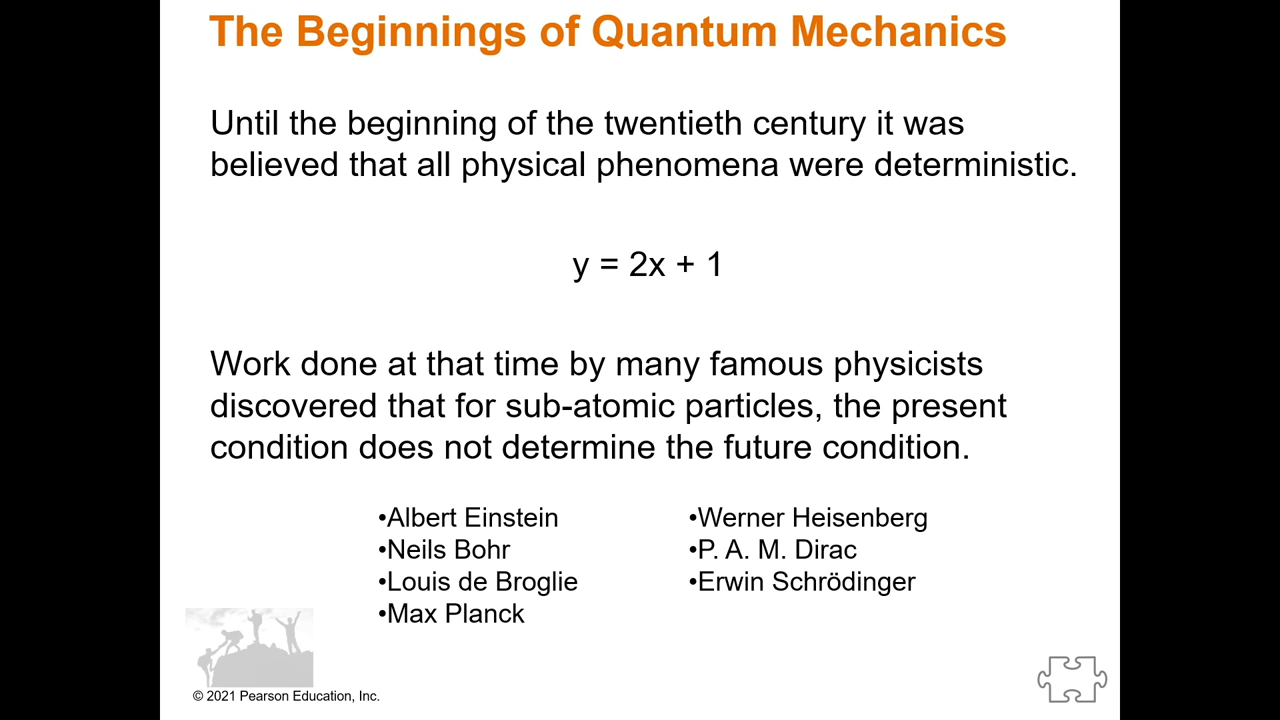 The Beginnings of Quantum Mechanics
Until the beginning of the twentieth century it was
believed that all physical phenomena were deterministic.
y = 2x + 1
Work done at that time by many famous physicists
discovered that for sub-atomic particles, the present
condition does not determine the future condition.
•Albert Einstein
•Neils Bohr
•Louis de Broglie
•Max Planck
•Werner Heisenberg
•P. A. M. Dirac
•Erwin Schrödinger
© 2021 Pearson Education, Inc.